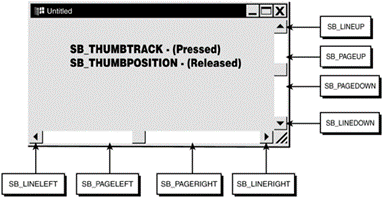 Untitled
SB_THUMBTRACK - (Pressed)
SB_THUMBPOSITION - (Released)
SB_LINEUP
SB_PAGEUP
SB_PAGEDOWN
SB_LINEDOWN
SB_LINELEFT
SB_PAGELEFT
SB_PAGERIGHT
SB_LINERIGHT